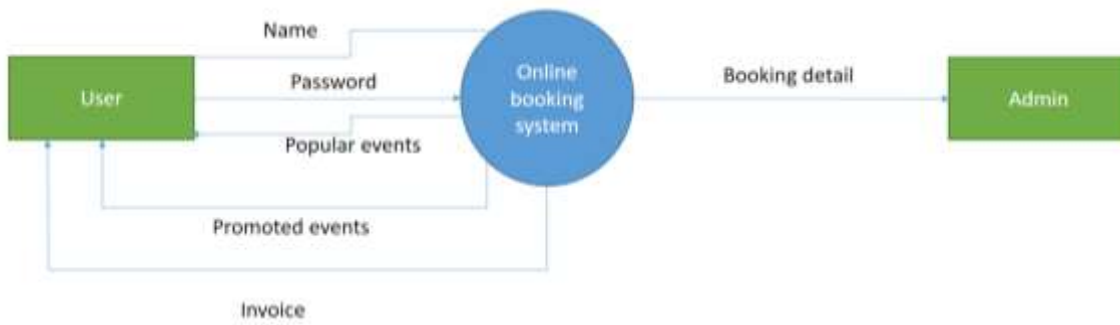 Name
User
Password
Online
booking
system
Booking detail
Admin
Popular events
Promoted events
Invoice